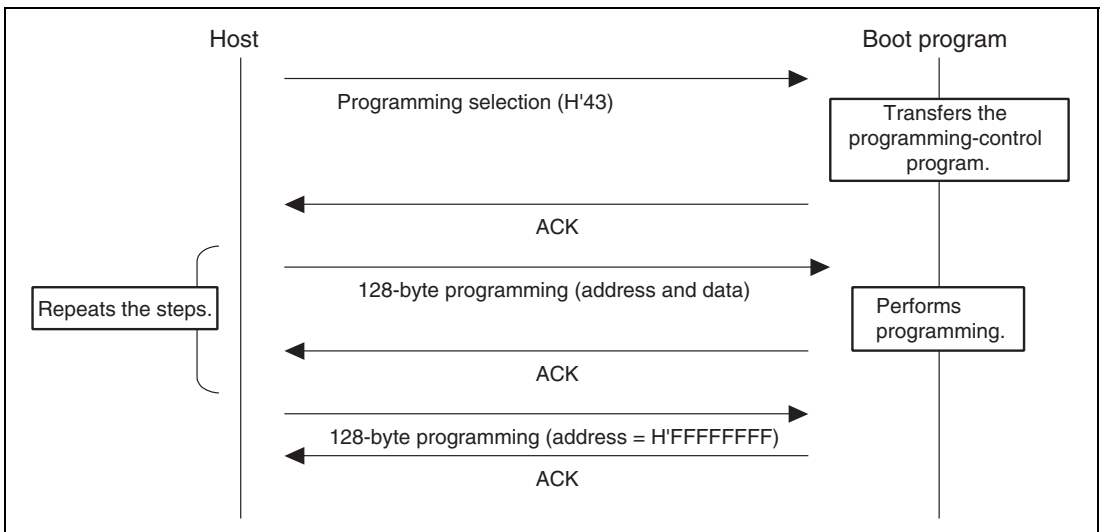 Host
Boot program
Programming selection (H'43)
Transfers the
programming-control
program.
ACK
128-byte programming (address and data)
Repeats the steps.
Performs
programming.
ACK
128-byte programming (address = H'FFFFFFFF)
ACK